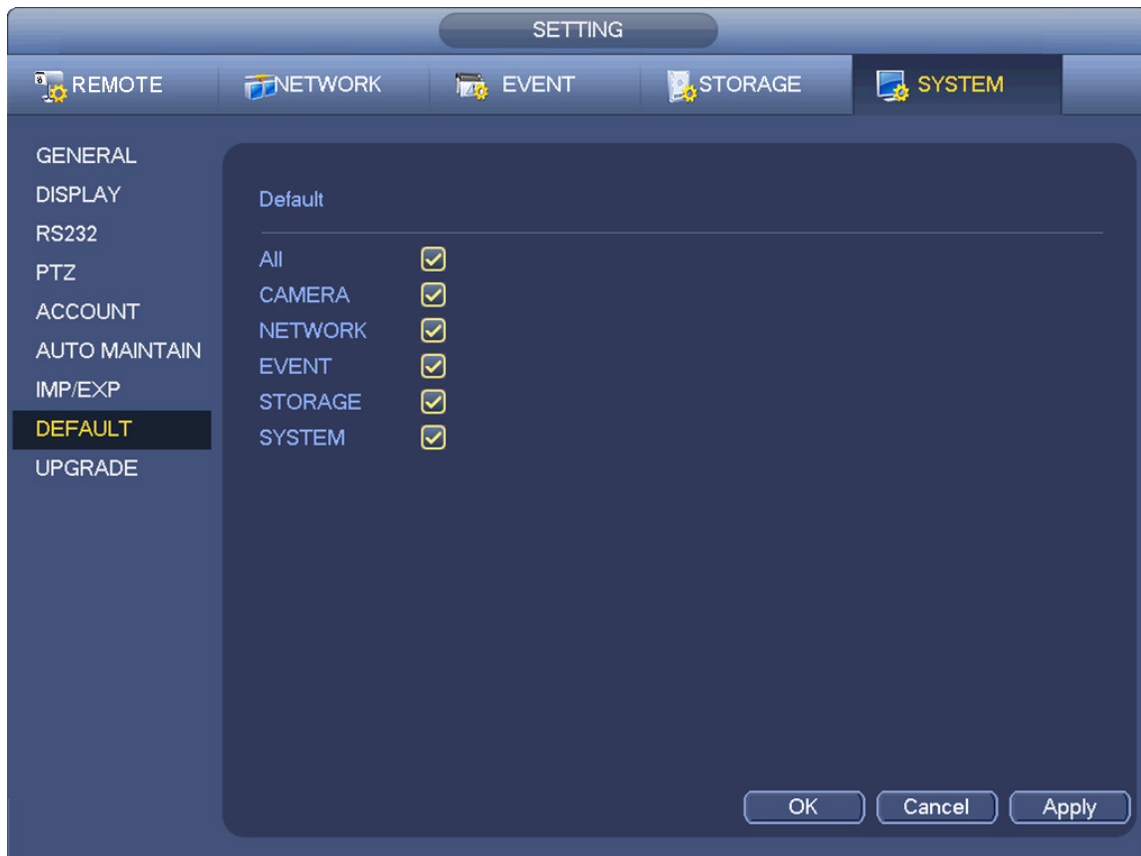 SETTING
REMOTE NETWORK EVENT STORAGE SYSTEM
GENERAL
DISPLAY
RS232
PTZ
ACCOUNT
AUTO MAINTAIN
IMP/EXP
DEFAULT
UPGRADE
Default
All
CAMERA
NETWORK
EVENT
STORAGE
SYSTEM
OK Cancel Apply